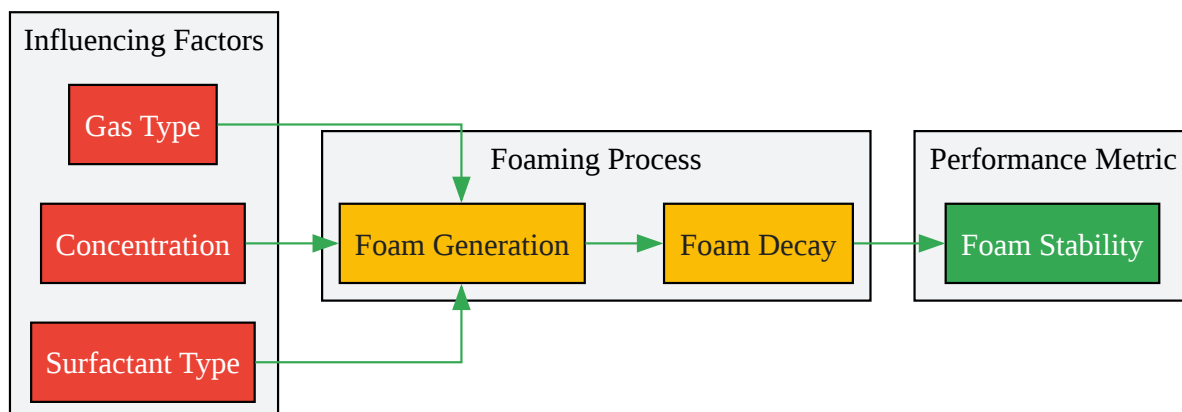 Influencing Factors
Gas Type
Concentration
Surfactant Type
Foaming Process
Foam Generation
Foam Decay
Performance Metric
Foam Stability